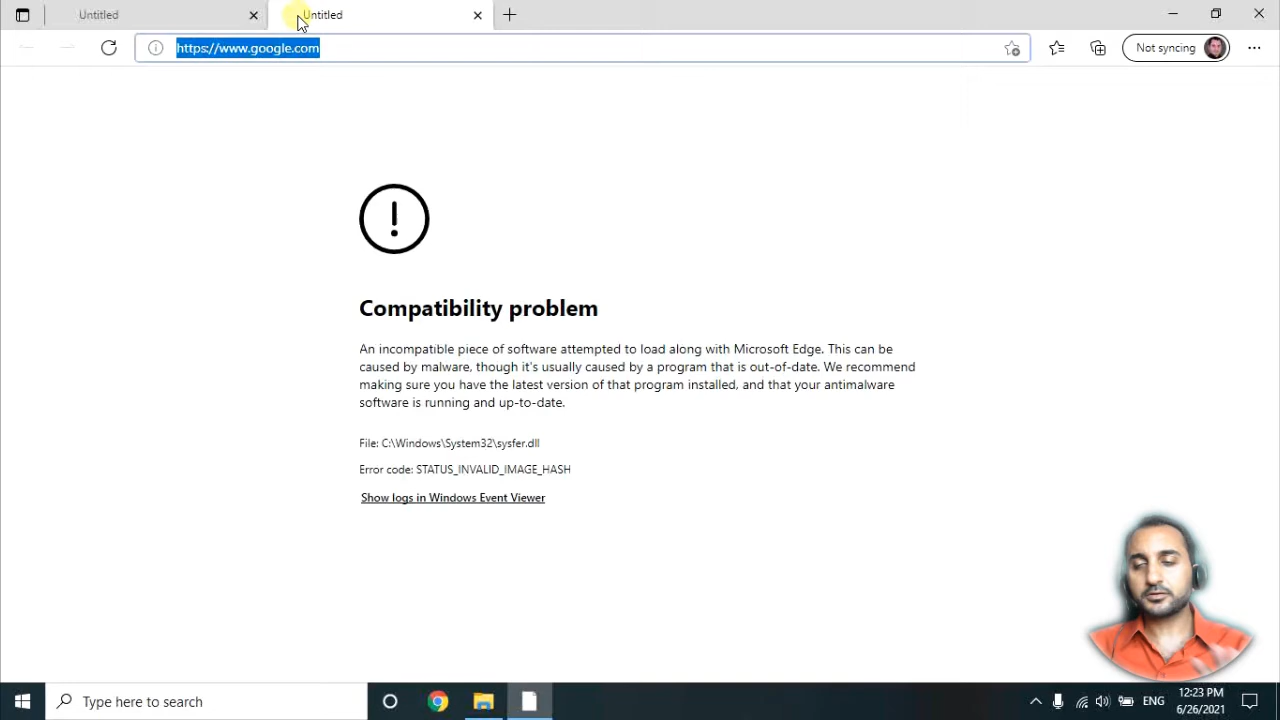 Untitled
Untitled
https://www.google.com
Not syncing
Compatibility problem
An incompatible piece of software attempted to load along with Microsoft Edge. This can be
caused by malware, though it's usually caused by a program that is out-of-date. We recommend
making sure you have the latest version of that program installed, and that your antimalware
software is running and up-to-date.
File: C:\Windows\System32\sysfer.dll
Error code: STATUS_INVALID_IMAGE_HASH
Show logs in Windows Event Viewer
Type here to search
ENG
12:23 PM
6/26/2021